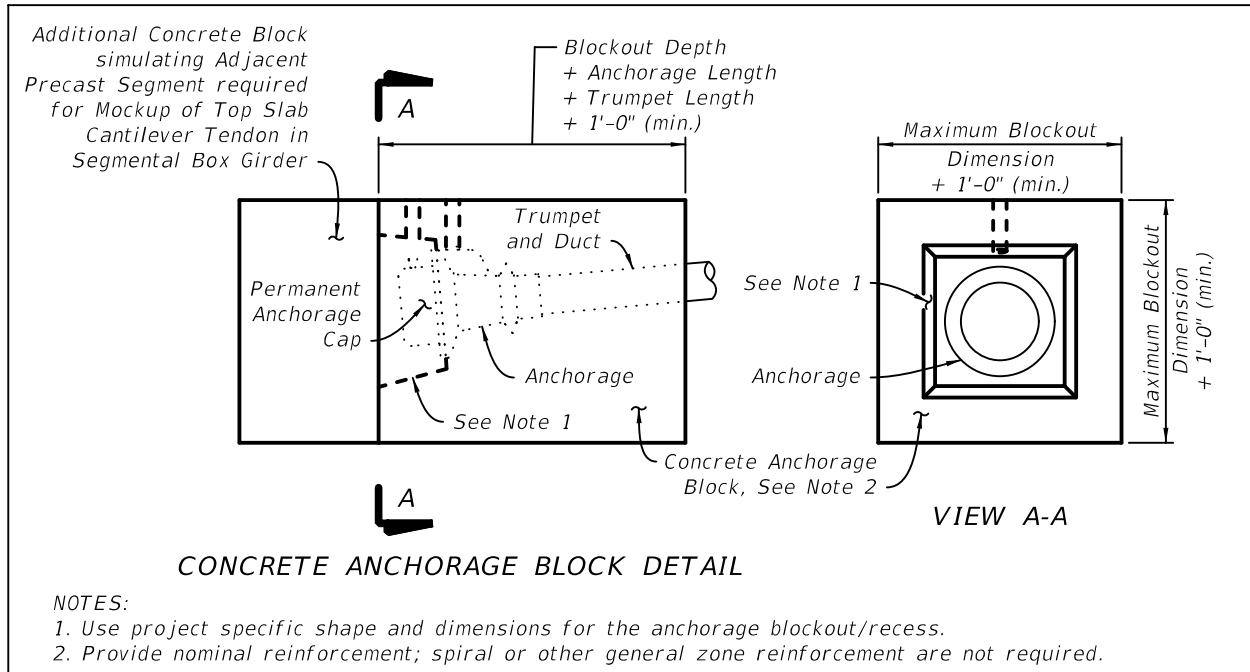 Additional Concrete Block
simulating Adjacent
Precast Segment required
for Mockup of Top Slab
Cantilever Tendon in
Segmental Box Girder
A
Blockout Depth
+ Anchorage Length
+ Trumpet Length
+ 1'-0" (min.)
Trumpet
and Duct
Permanent
Anchorage
Cap
Anchorage
See Note 1
A
Maximum Blockout
Dimension
+ 1'-0" (min.)
Maximum Blockout
Dimension
+ 1'-0" (min.)
See Note 1
Anchorage
Concrete Anchorage
Block, See Note 2
VIEW A-A
CONCRETE ANCHORAGE BLOCK DETAIL
NOTES:
1. Use project specific shape and dimensions for the anchorage blockout/recess.
2. Provide nominal reinforcement; spiral or other general zone reinforcement are not required.